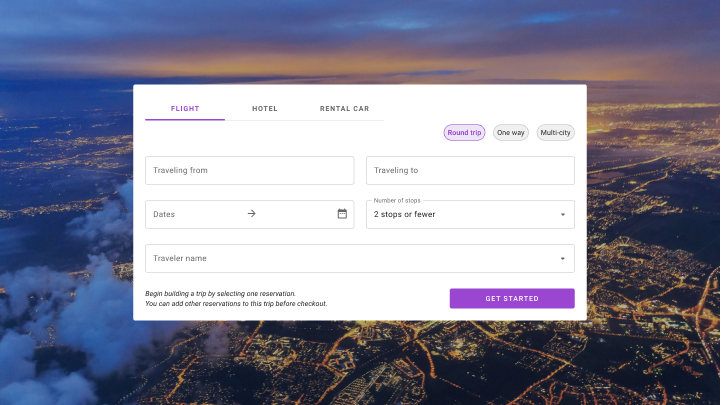 FLIGHT HOTEL RENTAL CAR
Round trip One way Multi-city
Traveling from Traveling to
Number of stops
Dates 2 stops or fewer
Traveler name
Begin building a trip by selecting one reservation.
You can add other reservations to this trip before checkout.
GET STARTED